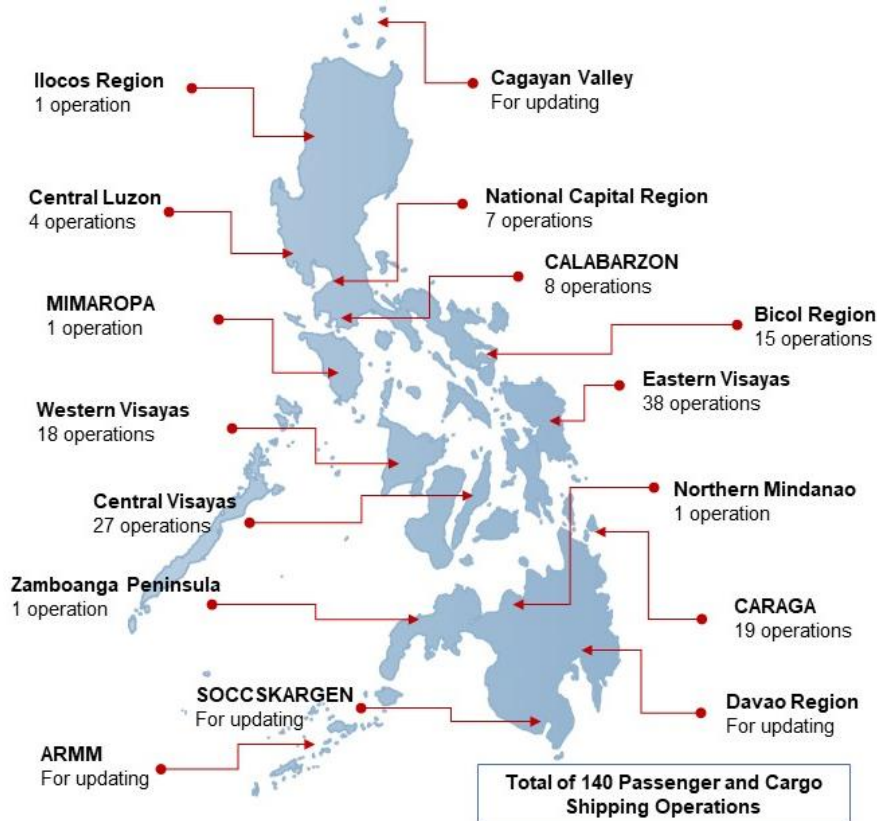 Ilocos Region
1 operation
Cagayan Valley
For updating
Central Luzon
4 operations
National Capital Region
7 operations
CALABARZON
8 operations
MIMAROPA
1 operation
Bicol Region
15 operations
Eastern Visayas
38 operations
Western Visayas
18 operations
Central Visayas
27 operations
Northern Mindanao
1 operation
Zamboanga Peninsula
1 operation
CARAGA
19 operations
SOCCSKARGEN
For updating
Davao Region
For updating
ARMM
For updating
Total of 140 Passenger and Cargo
Shipping Operations